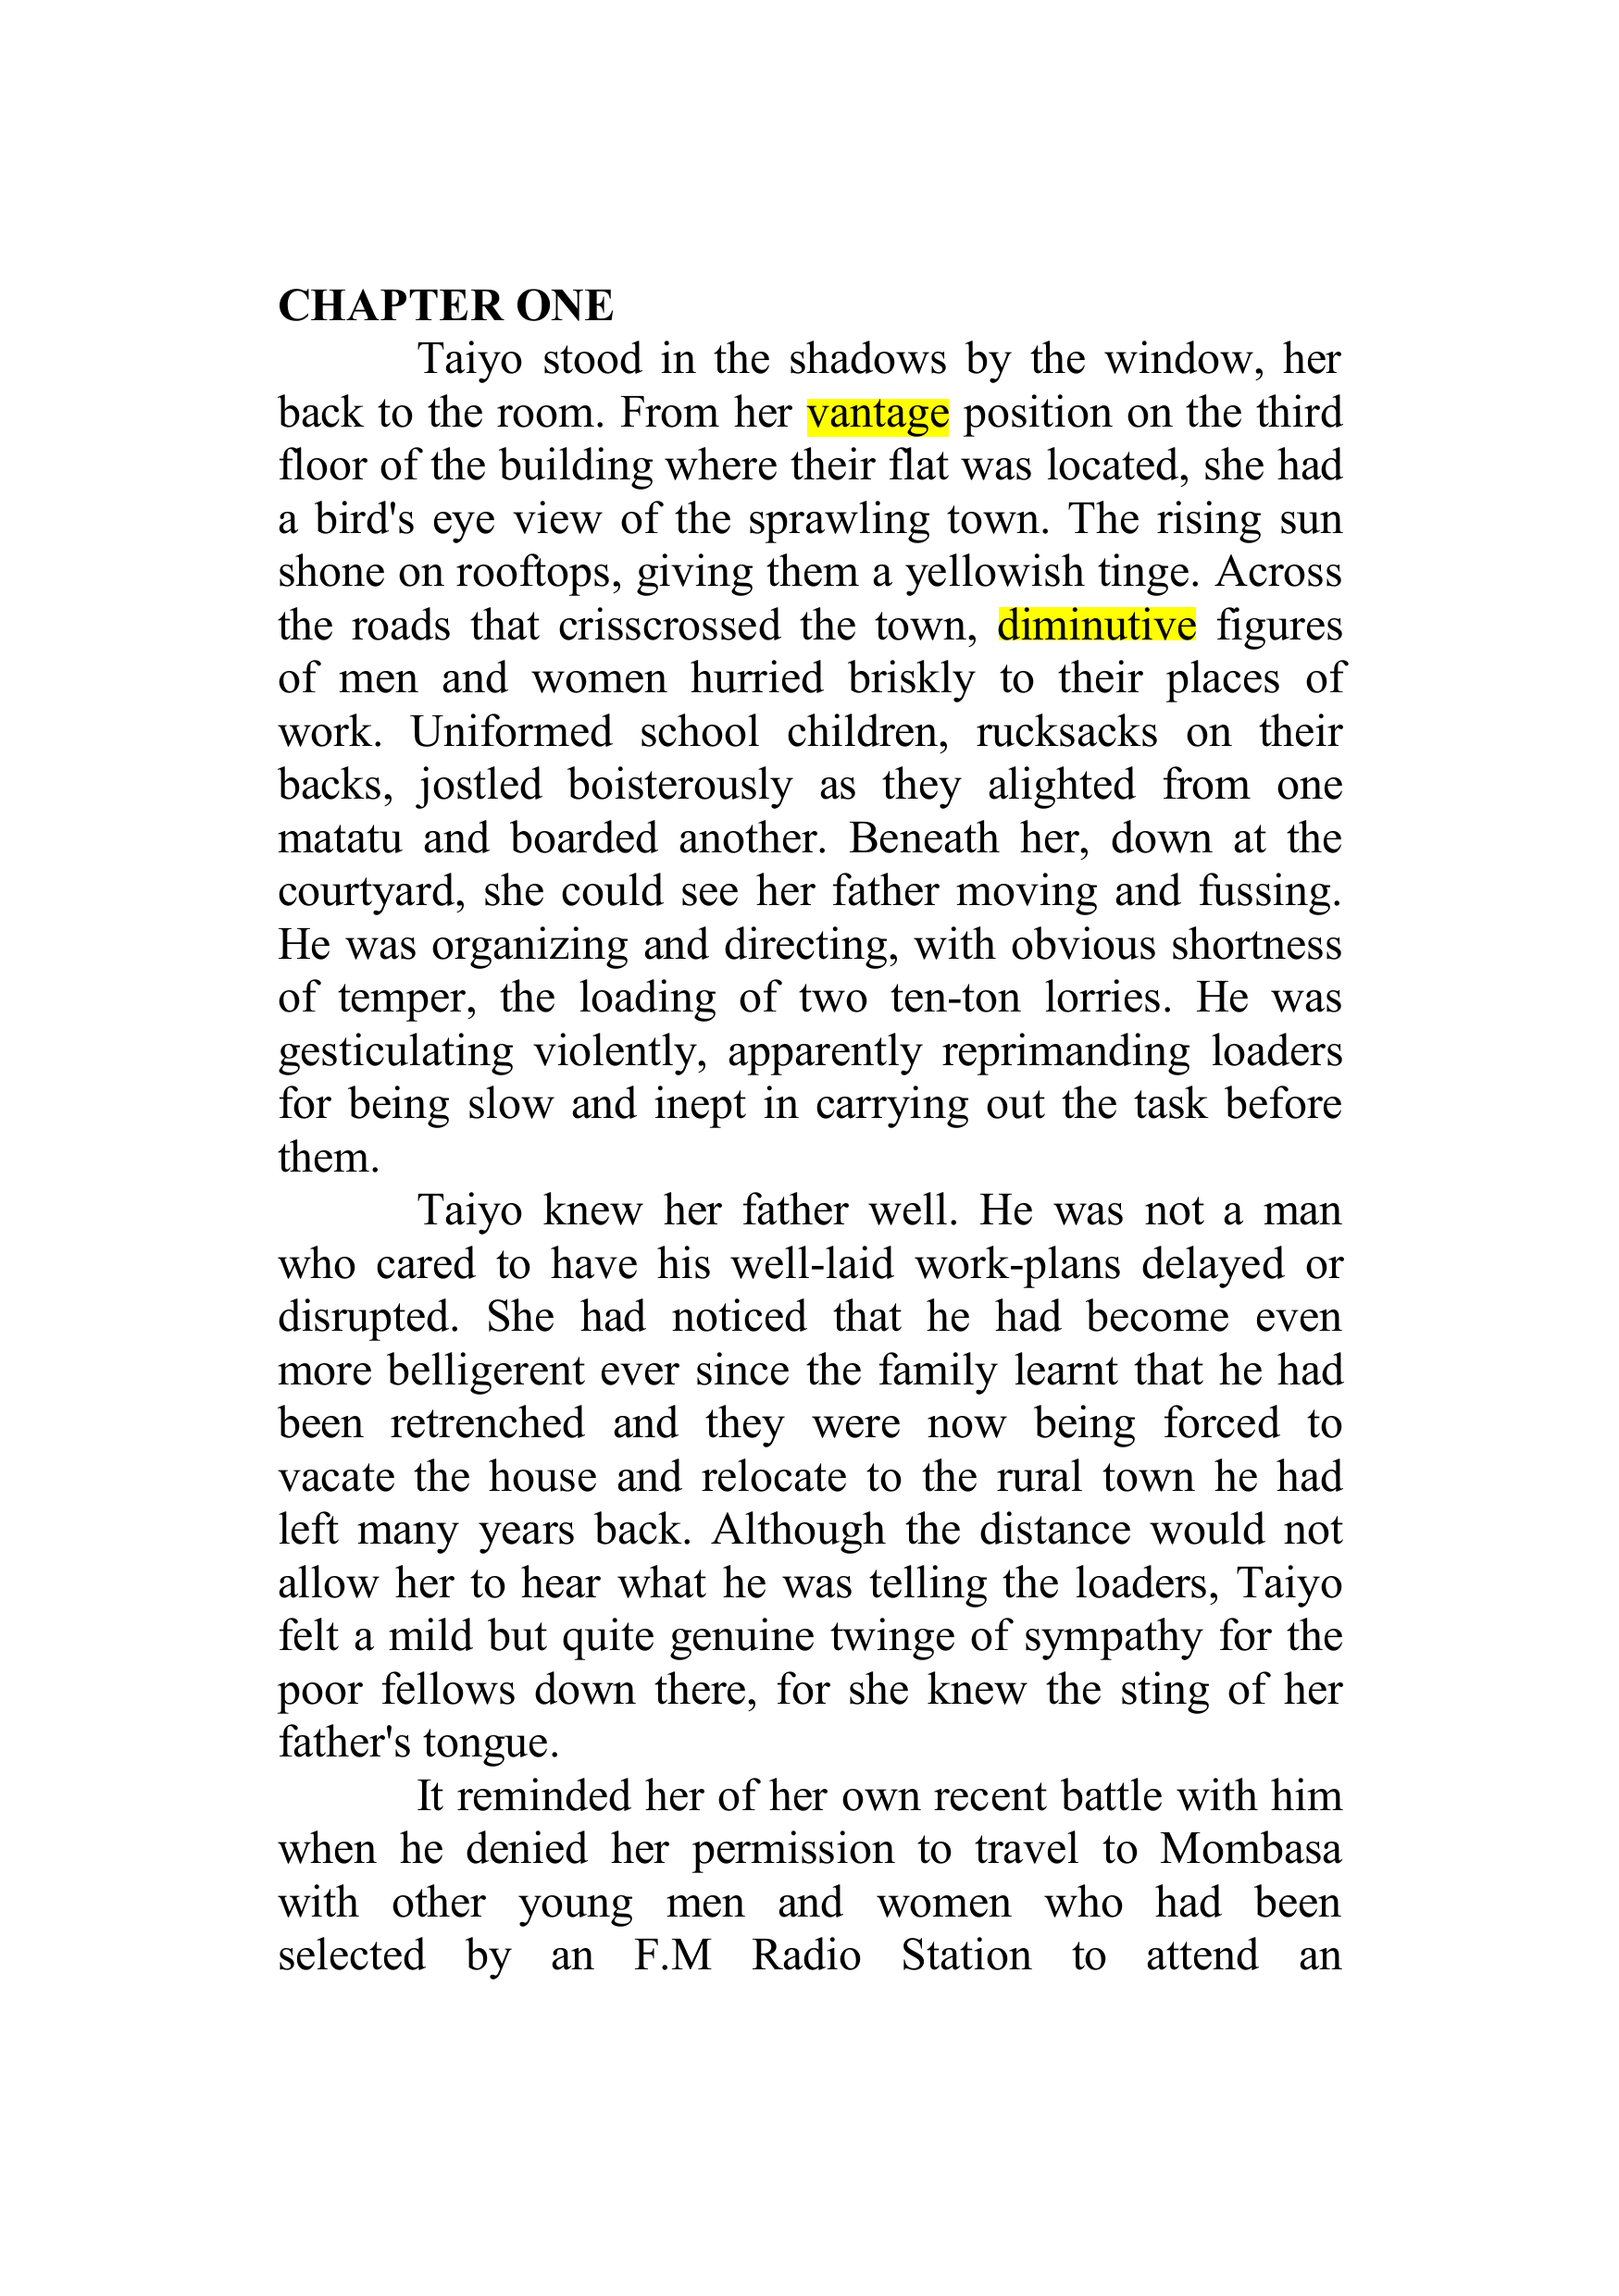 CHAPTER ONE
Taiyo stood in the shadows by the window, her
back to the room. From her vantage position on the third
floor of the building where their flat was located, she had
a bird's eye view of the sprawling town. The rising sun
shone on rooftops, giving them a yellowish tinge. Across
the roads that crisscrossed the town, diminutive figures
of men and women hurried briskly to their places of
work. Uniformed school children, rucksacks on their
backs, jostled boisterously as they alighted from one
matatu and boarded another. Beneath her, down at the
courtyard, she could see her father moving and fussing.
He was organizing and directing, with obvious shortness
of temper, the loading of two ten-ton lorries. He was
gesticulating violently, apparently reprimanding loaders
for being slow and inept in carrying out the task before
them.
Taiyo knew her father well. He was not a man
who cared to have his well-laid work-plans delayed or
disrupted. She had noticed that he had become even
more belligerent ever since the family learnt that he had
been retrenched and they were now being forced to
vacate the house and relocate to the rural town he had
left many years back. Although the distance would not
allow her to hear what he was telling the loaders, Taiyo
felt a mild but quite genuine twinge of sympathy for the
poor fellows down there, for she knew the sting of her
father's tongue.
It reminded her of her own recent battle with him
when he denied her permission to travel to Mombasa
with other young men and women who had been
selected by an F.M Radio Station to attend an